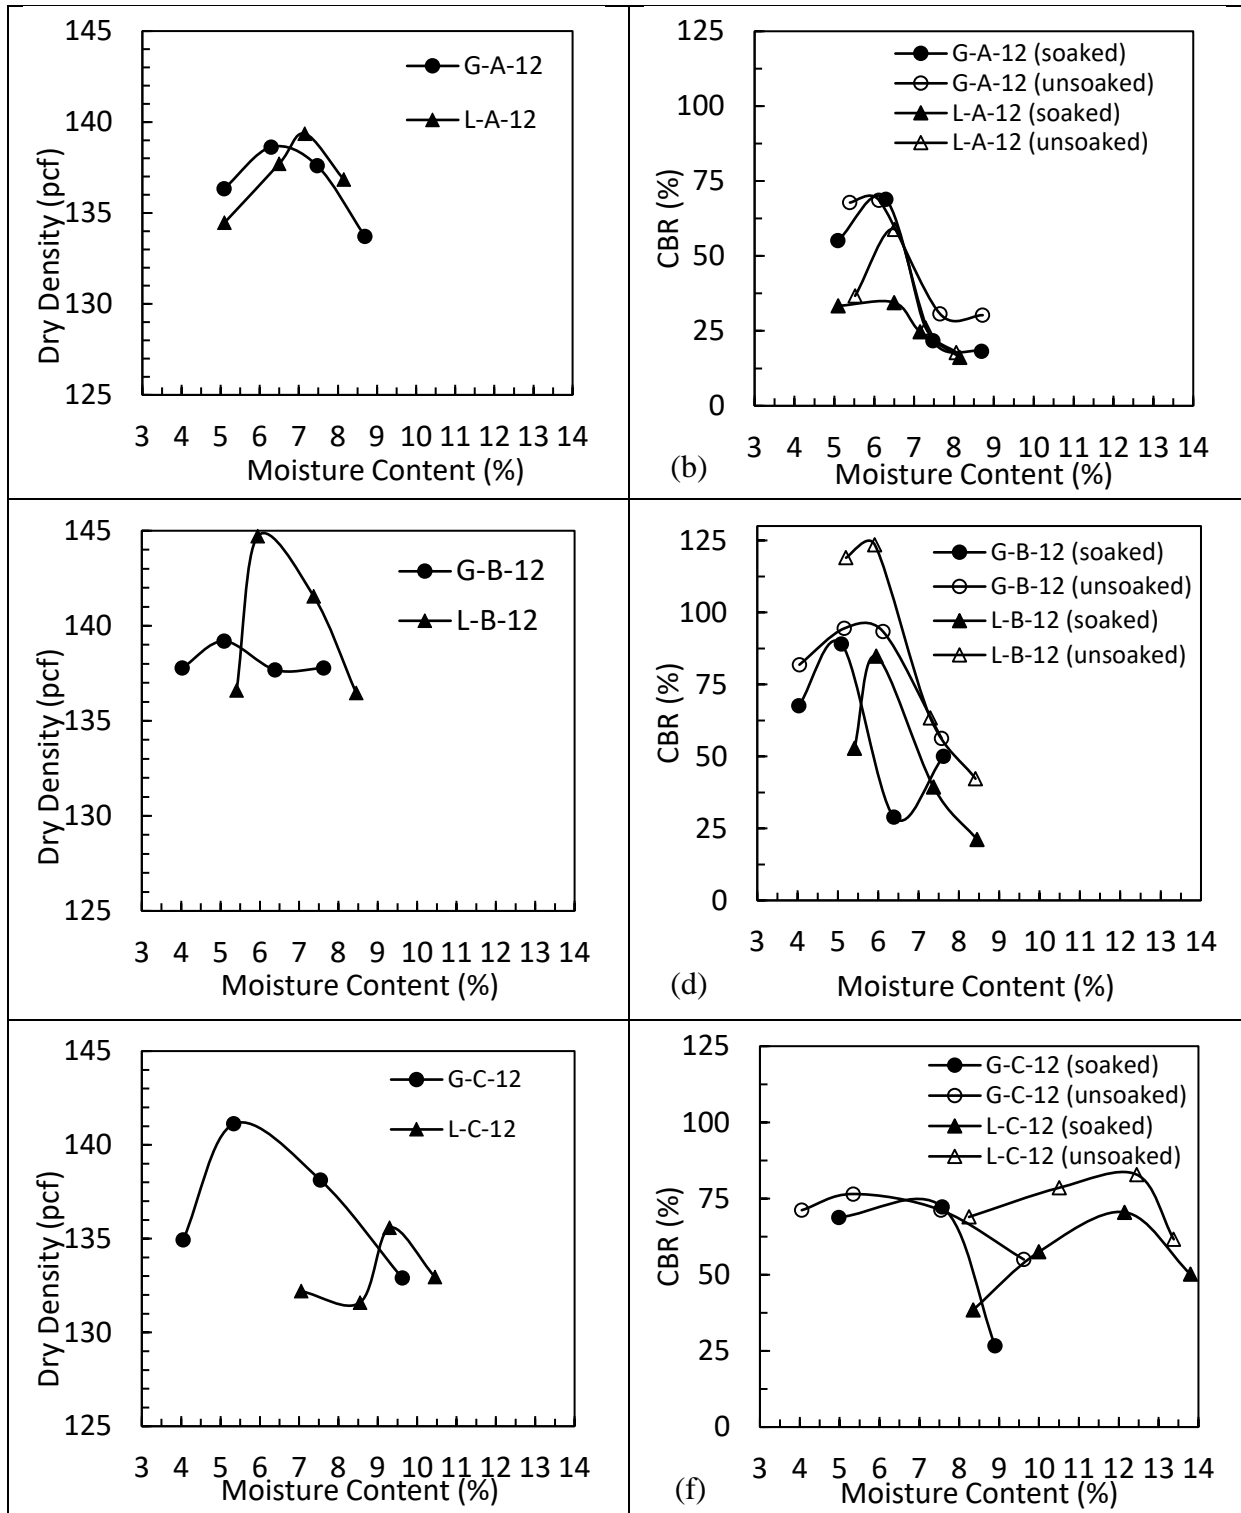 145
140
135
130
125
Dry Density (pcf)
G-A-12
L-A-12
3 4 5 6 7 8 9 10 11 12 13 14
Moisture Content (%)
125
100
75
50
25
0
CBR (%)
G-A-12 (soaked)
G-A-12 (unsoaked)
L-A-12 (soaked)
L-A-12 (unsoaked)
3 4 5 6 7 8 9 10 11 12 13 14
(b) Moisture Content (%)
145
140
135
130
125
Dry Density (pcf)
G-B-12
L-B-12
3 4 5 6 7 8 9 10 11 12 13 14
Moisture Content (%)
125
100
75
50
25
0
CBR (%)
G-B-12 (soaked)
G-B-12 (unsoaked)
L-B-12 (soaked)
L-B-12 (unsoaked)
3 4 5 6 7 8 9 10 11 12 13 14
(d) Moisture Content (%)
145
140
135
130
125
Dry Density (pcf)
G-C-12
L-C-12
3 4 5 6 7 8 9 10 11 12 13 14
Moisture Content (%)
125
100
75
50
25
0
CBR (%)
G-C-12 (soaked)
G-C-12 (unsoaked)
L-C-12 (soaked)
L-C-12 (unsoaked)
3 4 5 6 7 8 9 10 11 12 13 14
(f) Moisture Content (%)